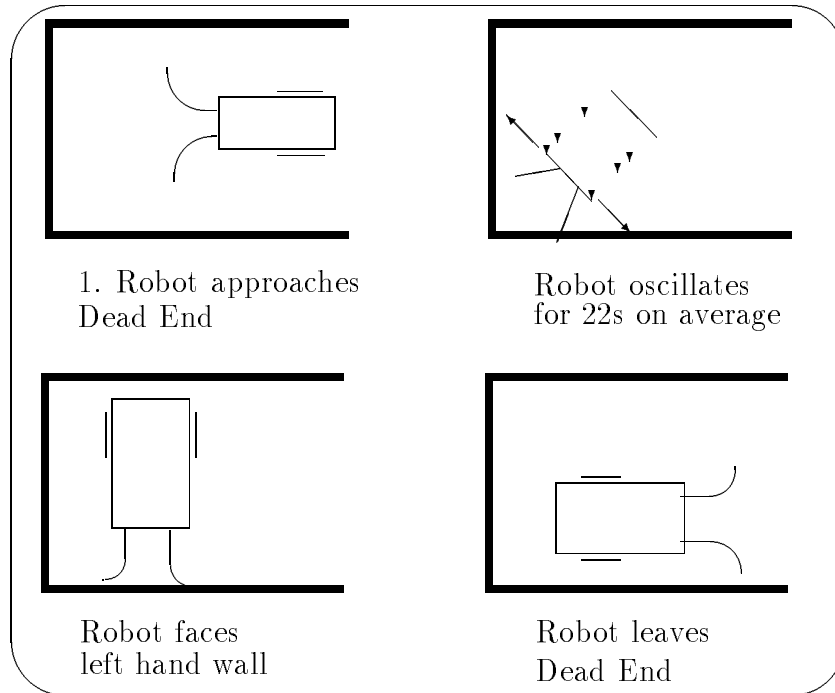 1. Robot approaches
Dead End
Robot oscillates
for 22s on average
Robot faces
left hand wall
Robot leaves
Dead End